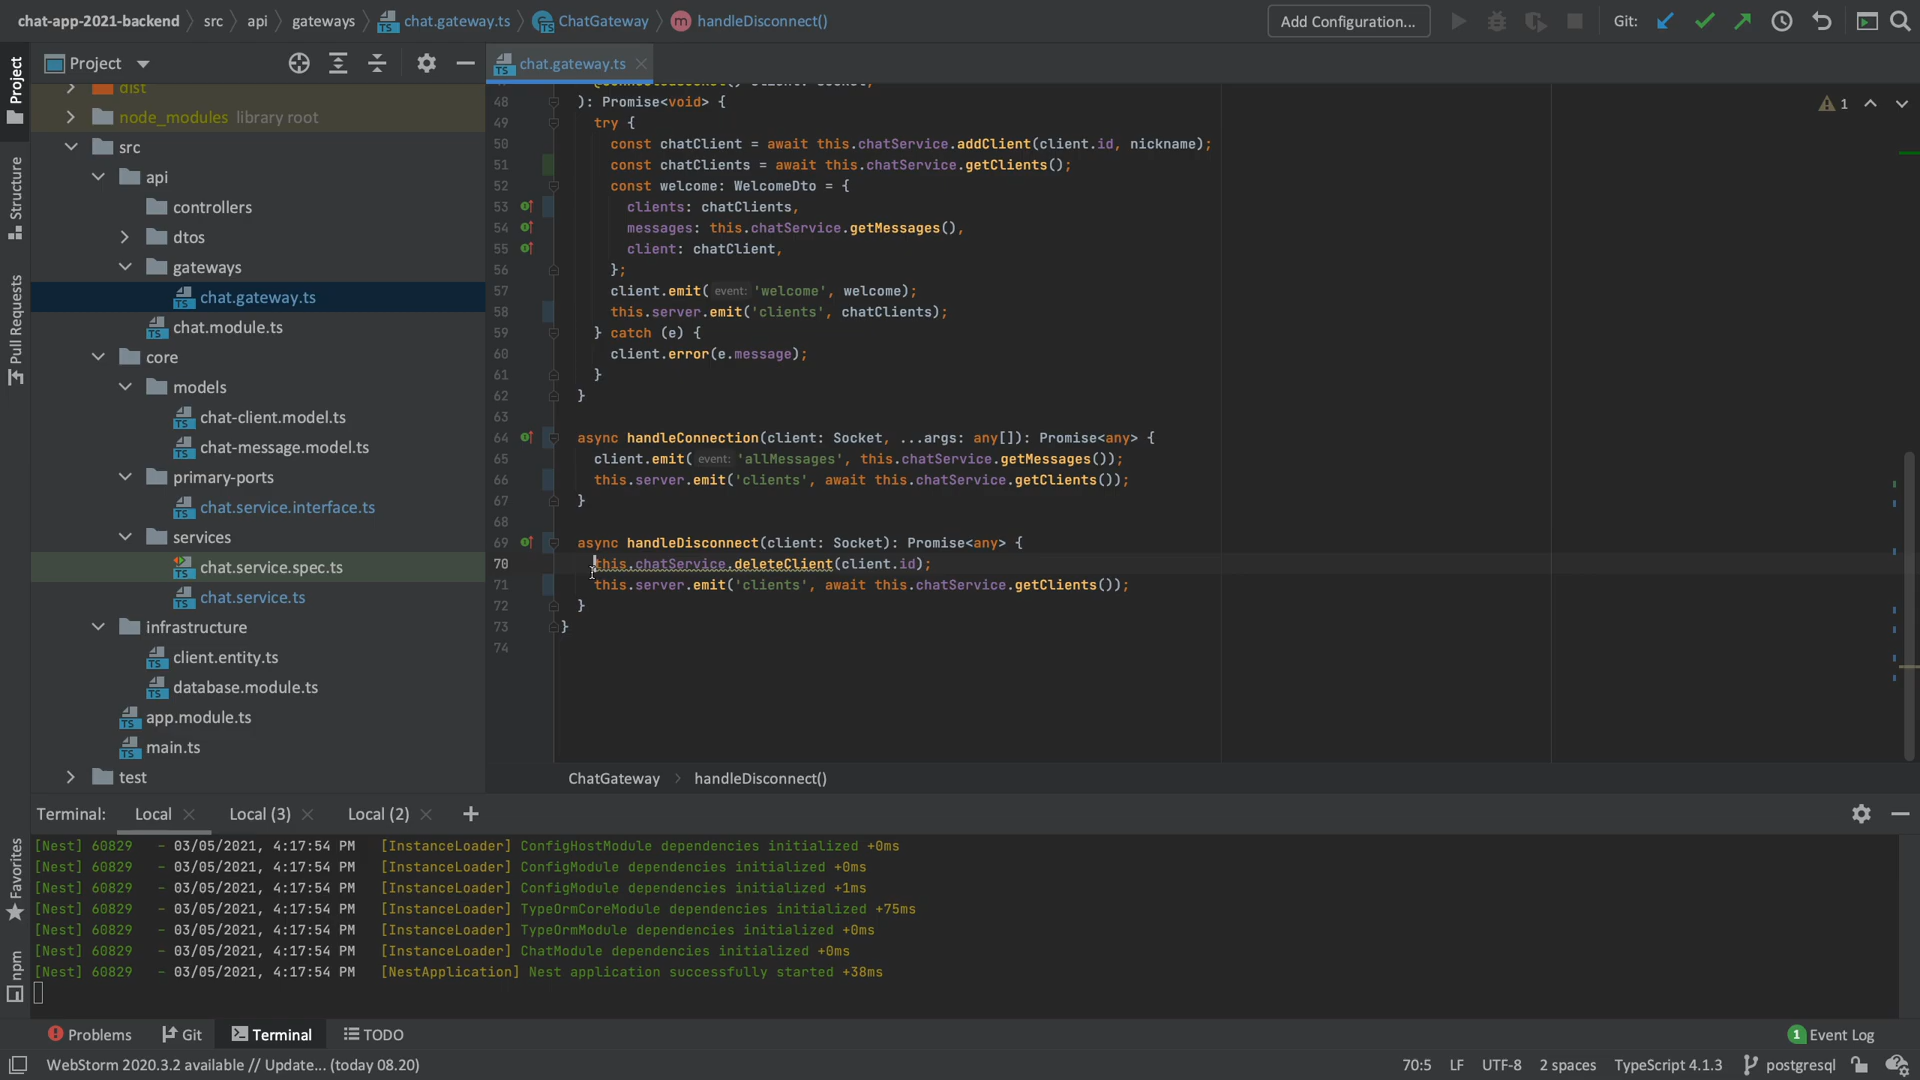 chat-app-2021-backend src api gateways chat.gateway.ts ChatGateway m handleDisconnect() Add Configuration... Git:
Project
chat.gateway.ts
dist
node_modules library root
src
api
controllers
dtos
gateways
chat.gateway.ts
chat.module.ts
core
models
chat-client.model.ts
chat-message.model.ts
primary-ports
chat.service.interface.ts
services
chat.service.spec.ts
chat.service.ts
infrastructure
client.entity.ts
database.module.ts
app.module.ts
main.ts
test
Project
Structure
Pull Requests
Favorites
npm
1
48 ): Promise<void> {
49 try {
50 const chatClient = await this.chatService.addClient(client.id, nickname);
51 const chatClients = await this.chatService.getClients();
52 const welcome: WelcomeDto = {
53 clients: chatClients,
54 messages: this.chatService.getMessages(),
55 client: chatClient,
56 };
57 client.emit( event: 'welcome', welcome);
58 this.server.emit('clients', chatClients);
59 } catch (e) {
60 client.error(e.message);
61 }
62 }
63
64 async handleConnection(client: Socket, ...args: any[]): Promise<any> {
65 client.emit( event: 'allMessages', this.chatService.getMessages());
66 this.server.emit('clients', await this.chatService.getClients());
67 }
68
69 async handleDisconnect(client: Socket): Promise<any> {
70 this.chatService.deleteClient(client.id);
71 this.server.emit('clients', await this.chatService.getClients());
72 }
73 }
74
ChatGateway handleDisconnect()
Terminal: Local Local (3) Local (2)
[Nest] 60829 - 03/05/2021, 4:17:54 PM [InstanceLoader] ConfigHostModule dependencies initialized +0ms
[Nest] 60829 - 03/05/2021, 4:17:54 PM [InstanceLoader] ConfigModule dependencies initialized +0ms
[Nest] 60829 - 03/05/2021, 4:17:54 PM [InstanceLoader] ConfigModule dependencies initialized +1ms
[Nest] 60829 - 03/05/2021, 4:17:54 PM [InstanceLoader] TypeOrmCoreModule dependencies initialized +75ms
[Nest] 60829 - 03/05/2021, 4:17:54 PM [InstanceLoader] TypeOrmModule dependencies initialized +0ms
[Nest] 60829 - 03/05/2021, 4:17:54 PM [InstanceLoader] ChatModule dependencies initialized +0ms
[Nest] 60829 - 03/05/2021, 4:17:54 PM [NestApplication] Nest application successfully started +38ms
Problems Git Terminal TODO 1 Event Log
WebStorm 2020.3.2 available // Update... (today 08.20) 70:5 LF UTF-8 2 spaces TypeScript 4.1.3 postgresql